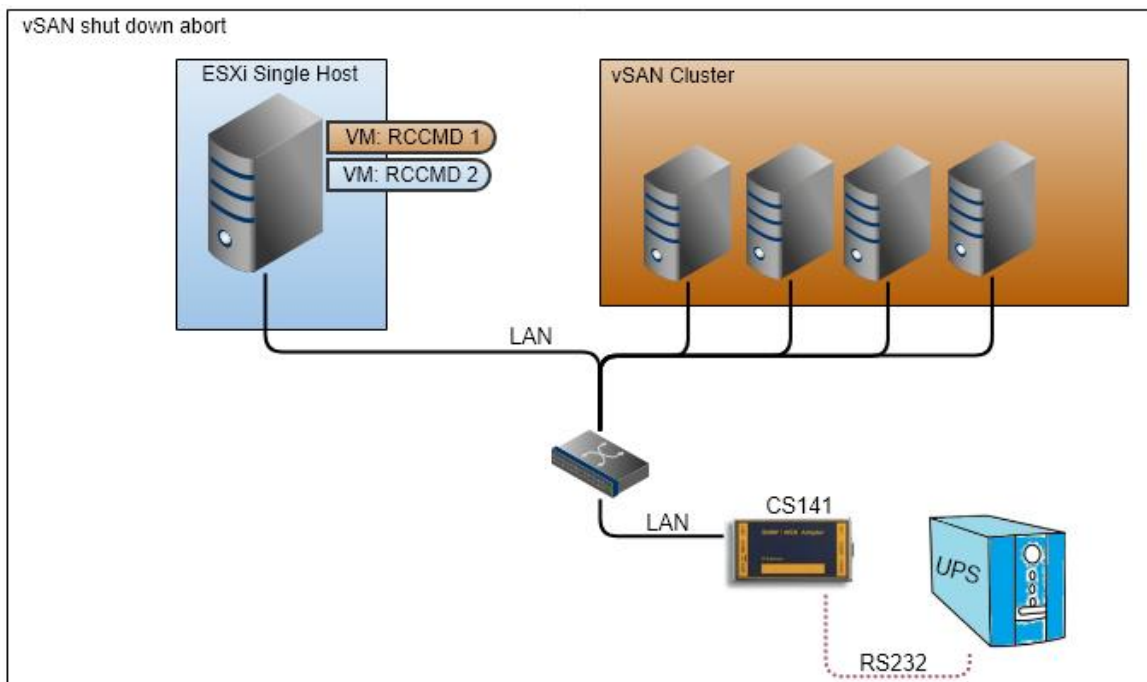 vSAN shut down abort
ESXi Single Host
VM: RCCMD 1
VM: RCCMD 2
vSAN Cluster
LAN
LAN
CS141
UPS
RS232